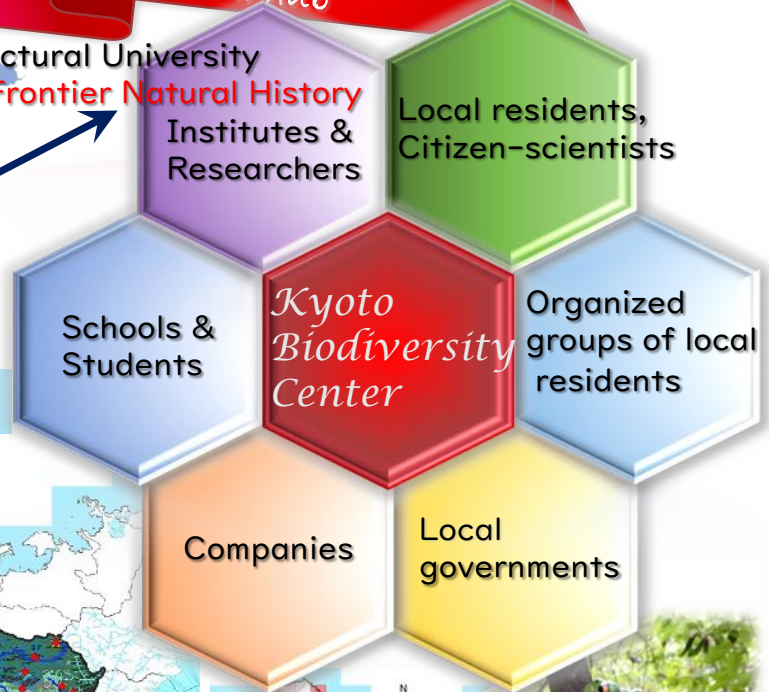 ctural University
Frontier Natural History
Institutes &
Researchers
Local residents,
Citizen-scientists
Schools &
Students
Kyoto
Biodiversity
Center
Organized
groups of local
residents
Companies
Local
governments
N